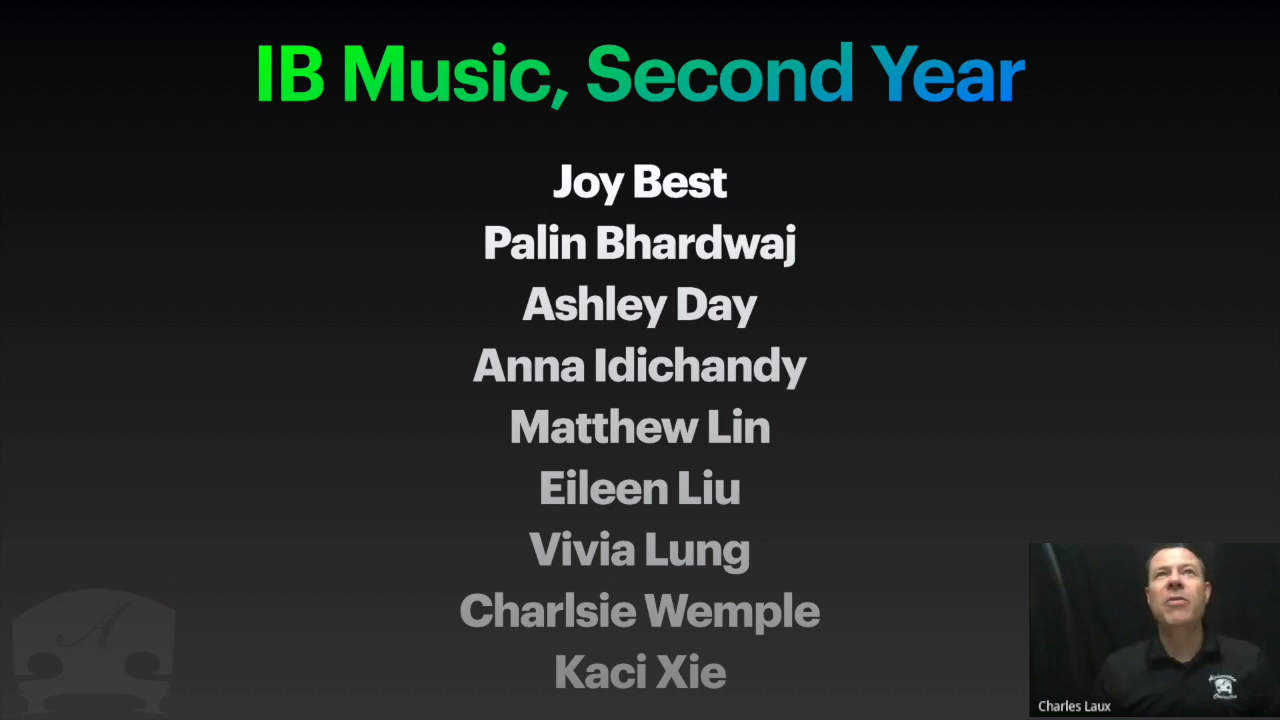 IB Music, Second Year
Joy Best
Palin Bhardwaj
Ashley Day
Anna Idichandy
Matthew Lin
Eileen Liu
Vivia Lung
Charlsie Wemple
Kaci Xie
A
Charles Laux